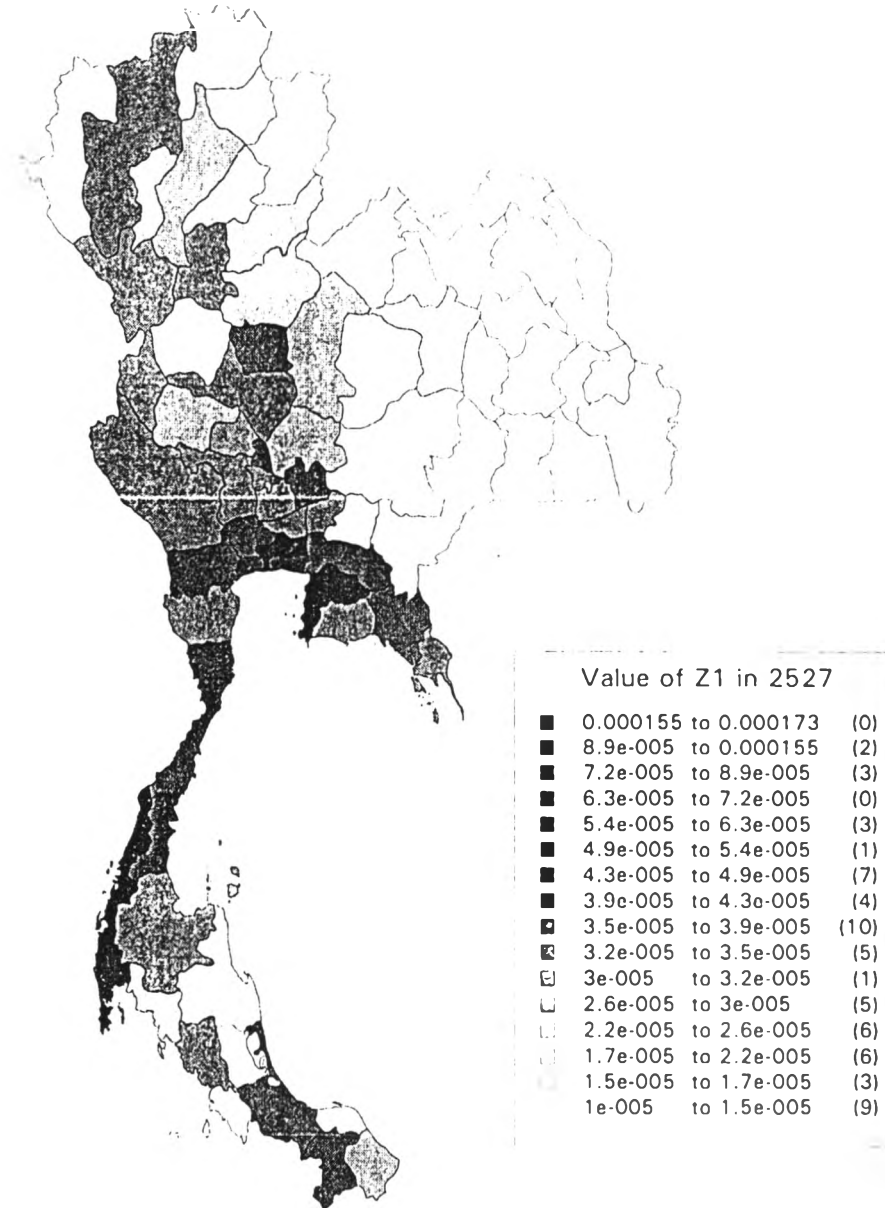 Value of Z1 in 2527
0.000155 to 0.000173 (0)
8.9e-005 to 0.000155 (2)
7.2e-005 to 8.9e-005 (3)
6.3e-005 to 7.2e-005 (0)
5.4e-005 to 6.3e-005 (3)
4.9e-005 to 5.4e-005 (1)
4.3e-005 to 4.9e-005 (7)
3.9e-005 to 4.3e-005 (4)
3.5e-005 to 3.9e-005 (10)
3.2e-005 to 3.5e-005 (5)
3e-005 to 3.2e-005 (1)
2.6e-005 to 3e-005 (5)
2.2e-005 to 2.6e-005 (6)
1.7e-005 to 2.2e-005 (6)
1.5e-005 to 1.7e-005 (3)
1e-005 to 1.5e-005 (9)